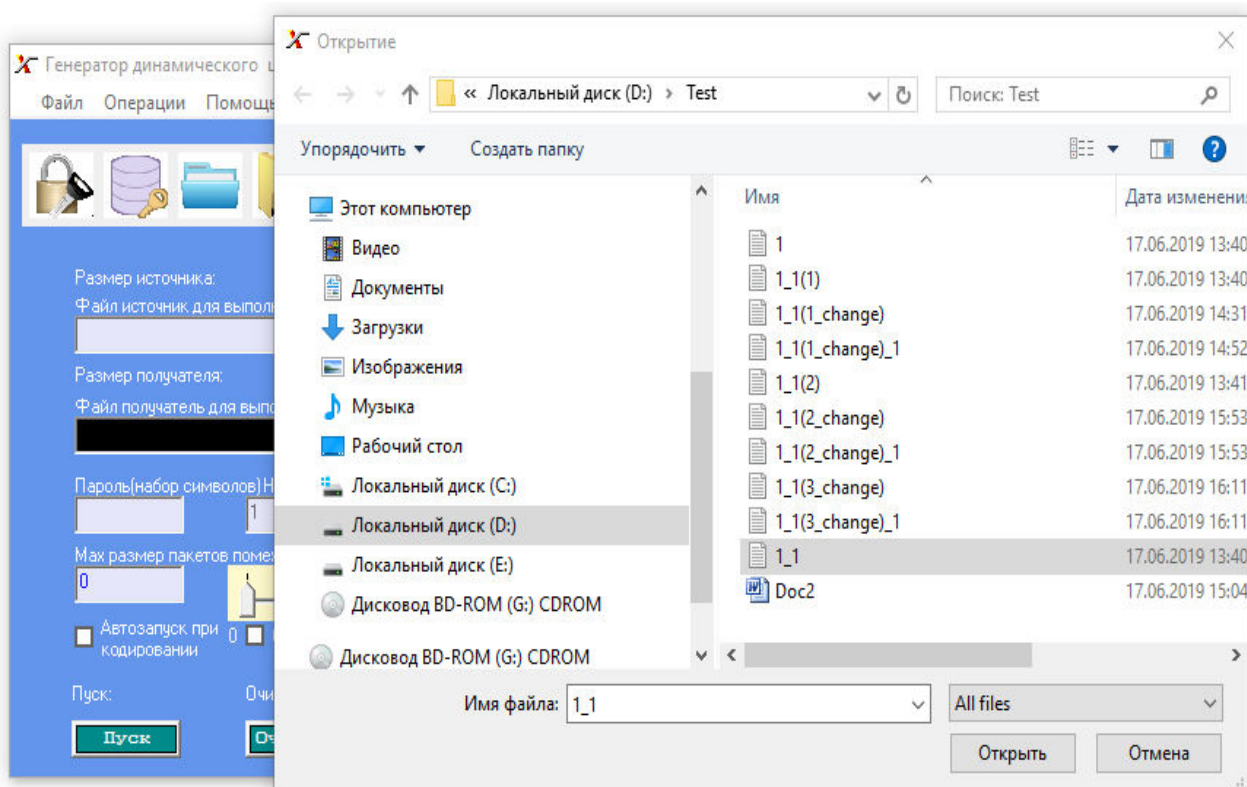 Генератор динамического
Файл Операции Помощь
Размер источника:
Файл источник для
Размер получателя:
Файл получатель для
Пароль(набор символов)
1
Max размер пакетов
0
Автозапуск при
кодировании
0
Пуск:
Пуск
Открытие
« Локальный диск (D:) › Test
Поиск: Test
Упорядочить
Создать папку
Этот компьютер
Видео
Документы
Загрузки
Изображения
Музыка
Рабочий стол
Локальный диск (C:)
Локальный диск (D:)
Локальный диск (E:)
Дисковод BD-ROM (G:) CDROM
Дисковод BD-ROM (G:) CDROM
Имя Дата изменения
1 17.06.2019 13:40
1_1(1) 17.06.2019 13:40
1_1(1_change) 17.06.2019 14:31
1_1(1_change)_1 17.06.2019 14:52
1_1(2) 17.06.2019 13:41
1_1(2_change) 17.06.2019 15:53
1_1(2_change)_1 17.06.2019 15:53
1_1(3_change) 17.06.2019 16:11
1_1(3_change)_1 17.06.2019 16:11
1_1 17.06.2019 13:40
Doc2 17.06.2019 15:04
Имя файла: 1_1
All files
Открыть
Отмена